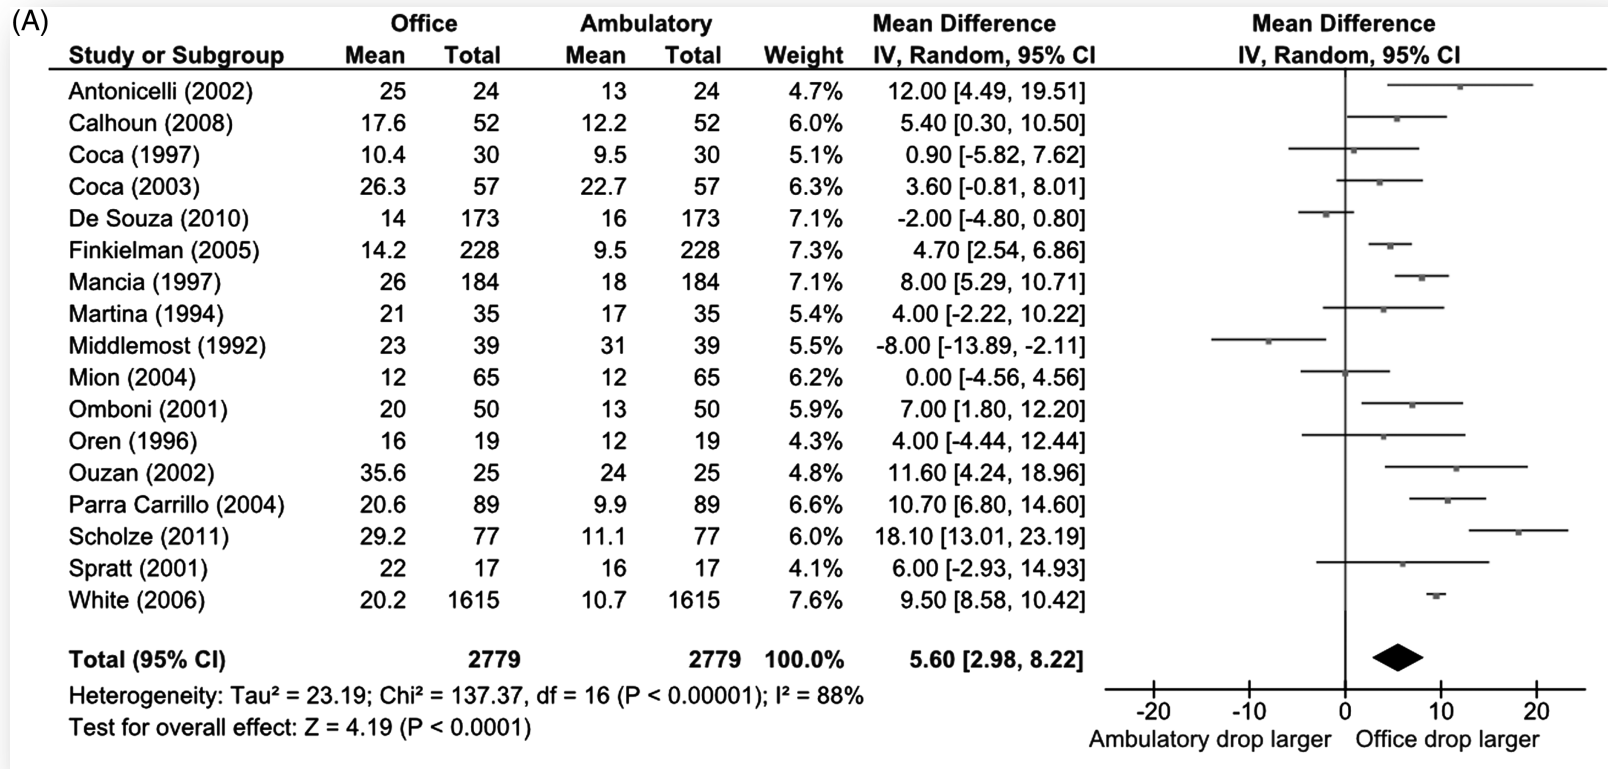 (A)
Office Ambulatory Mean Difference Mean Difference
Study or Subgroup Mean Total Mean Total Weight IV, Random, 95% CI IV, Random, 95% CI
Antonicelli (2002) 25 24 13 24 4.7% 12.00 [4.49, 19.51]
Calhoun (2008) 17.6 52 12.2 52 6.0% 5.40 [0.30, 10.50]
Coca (1997) 10.4 30 9.5 30 5.1% 0.90 [-5.82, 7.62]
Coca (2003) 26.3 57 22.7 57 6.3% 3.60 [-0.81, 8.01]
De Souza (2010) 14 173 16 173 7.1% -2.00 [-4.80, 0.80]
Finkielman (2005) 14.2 228 9.5 228 7.3% 4.70 [2.54, 6.86]
Mancia (1997) 26 184 18 184 7.1% 8.00 [5.29, 10.71]
Martina (1994) 21 35 17 35 5.4% 4.00 [-2.22, 10.22]
Middlemost (1992) 23 39 31 39 5.5% -8.00 [-13.89, -2.11]
Mion (2004) 12 65 12 65 6.2% 0.00 [-4.56, 4.56]
Omboni (2001) 20 50 13 50 5.9% 7.00 [1.80, 12.20]
Oren (1996) 16 19 12 19 4.3% 4.00 [-4.44, 12.44]
Ouzan (2002) 35.6 25 24 25 4.8% 11.60 [4.24, 18.96]
Parra Carrillo (2004) 20.6 89 9.9 89 6.6% 10.70 [6.80, 14.60]
Scholze (2011) 29.2 77 11.1 77 6.0% 18.10 [13.01, 23.19]
Spratt (2001) 22 17 16 17 4.1% 6.00 [-2.93, 14.93]
White (2006) 20.2 1615 10.7 1615 7.6% 9.50 [8.58, 10.42]
Total (95% CI) 2779 2779 100.0% 5.60 [2.98, 8.22]
Heterogeneity: Tau² = 23.19; Chi² = 137.37, df = 16 (P < 0.00001); I² = 88%
Test for overall effect: Z = 4.19 (P < 0.0001)
-20 -10 0 10 20
Ambulatory drop larger Office drop larger